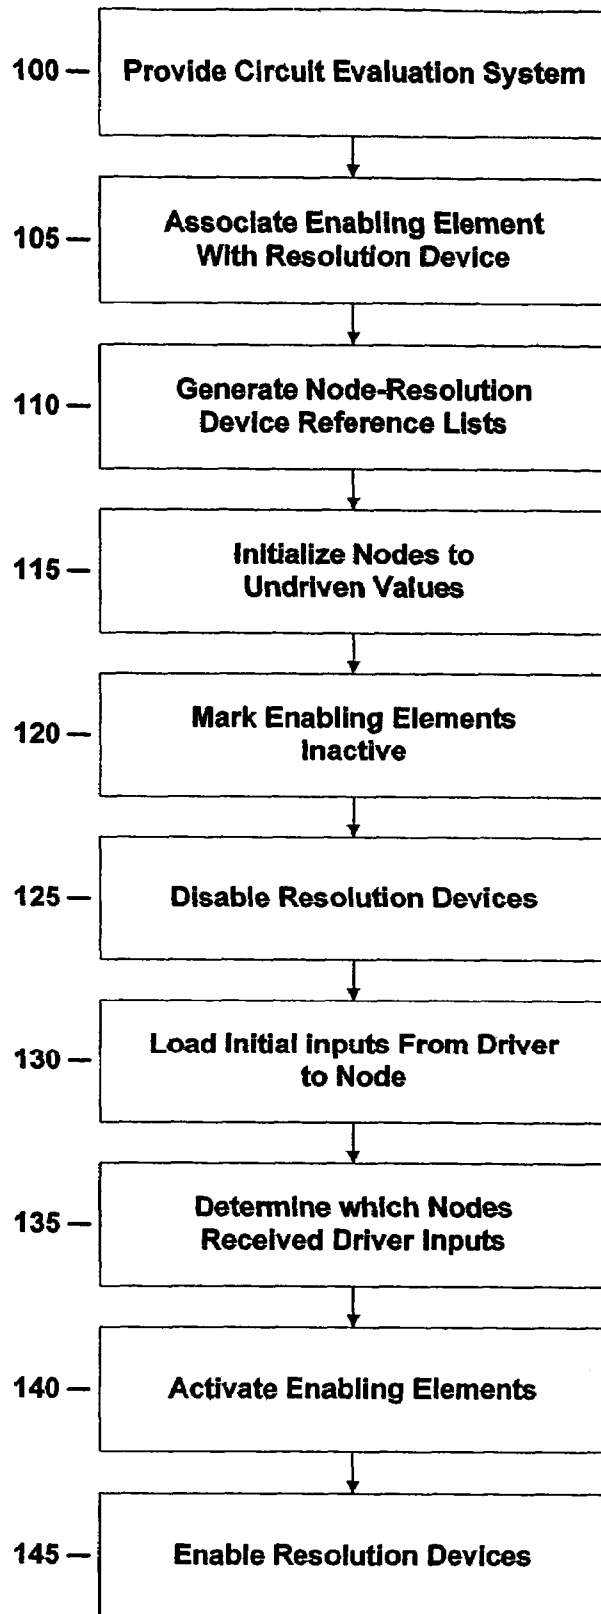 100 — Provide Circuit Evaluation System
105 — Associate Enabling Element
With Resolution Device
110 — Generate Node-Resolution
Device Reference Lists
115 — Initialize Nodes to
Undriven Values
120 — Mark Enabling Elements
Inactive
125 — Disable Resolution Devices
130 — Load Initial inputs From Driver
to Node
135 — Determine which Nodes
Received Driver Inputs
140 — Activate Enabling Elements
145 — Enable Resolution Devices